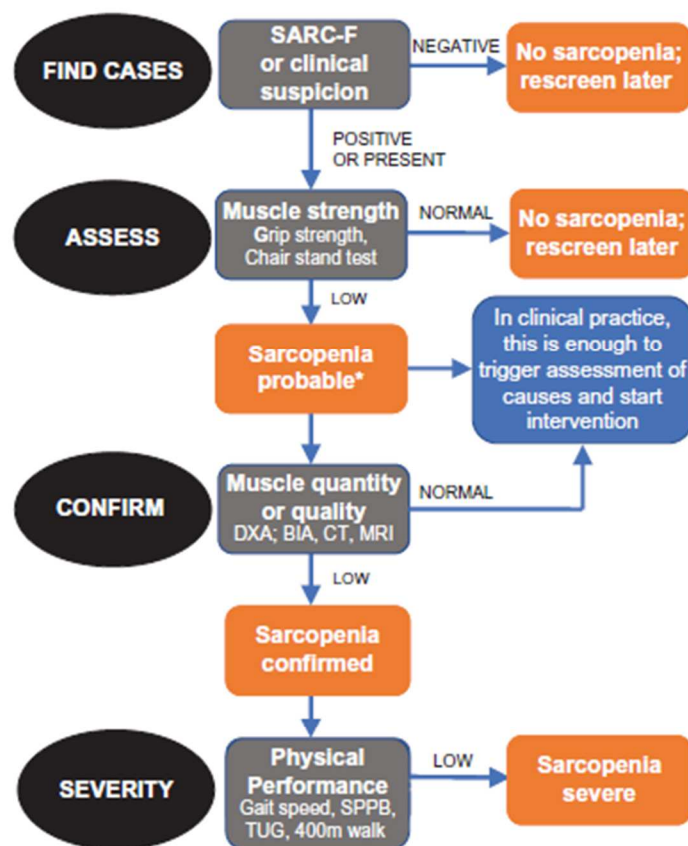 FIND CASES
SARC-F
or clinical
suspicion
NEGATIVE
No sarcopenia;
rescreen later
POSITIVE
OR PRESENT
ASSESS
Muscle strength
Grip strength,
Chair stand test
NORMAL
No sarcopenia;
rescreen later
LOW
Sarcopenia
probable*
In clinical practice,
this is enough to
trigger assessment of
causes and start
intervention
CONFIRM
Muscle quantity
or quality
DXA; BIA, CT, MRI
NORMAL
LOW
Sarcopenia
confirmed
SEVERITY
Physical
Performance
Gait speed, SPPB,
TUG, 400m walk
LOW
Sarcopenia
severe